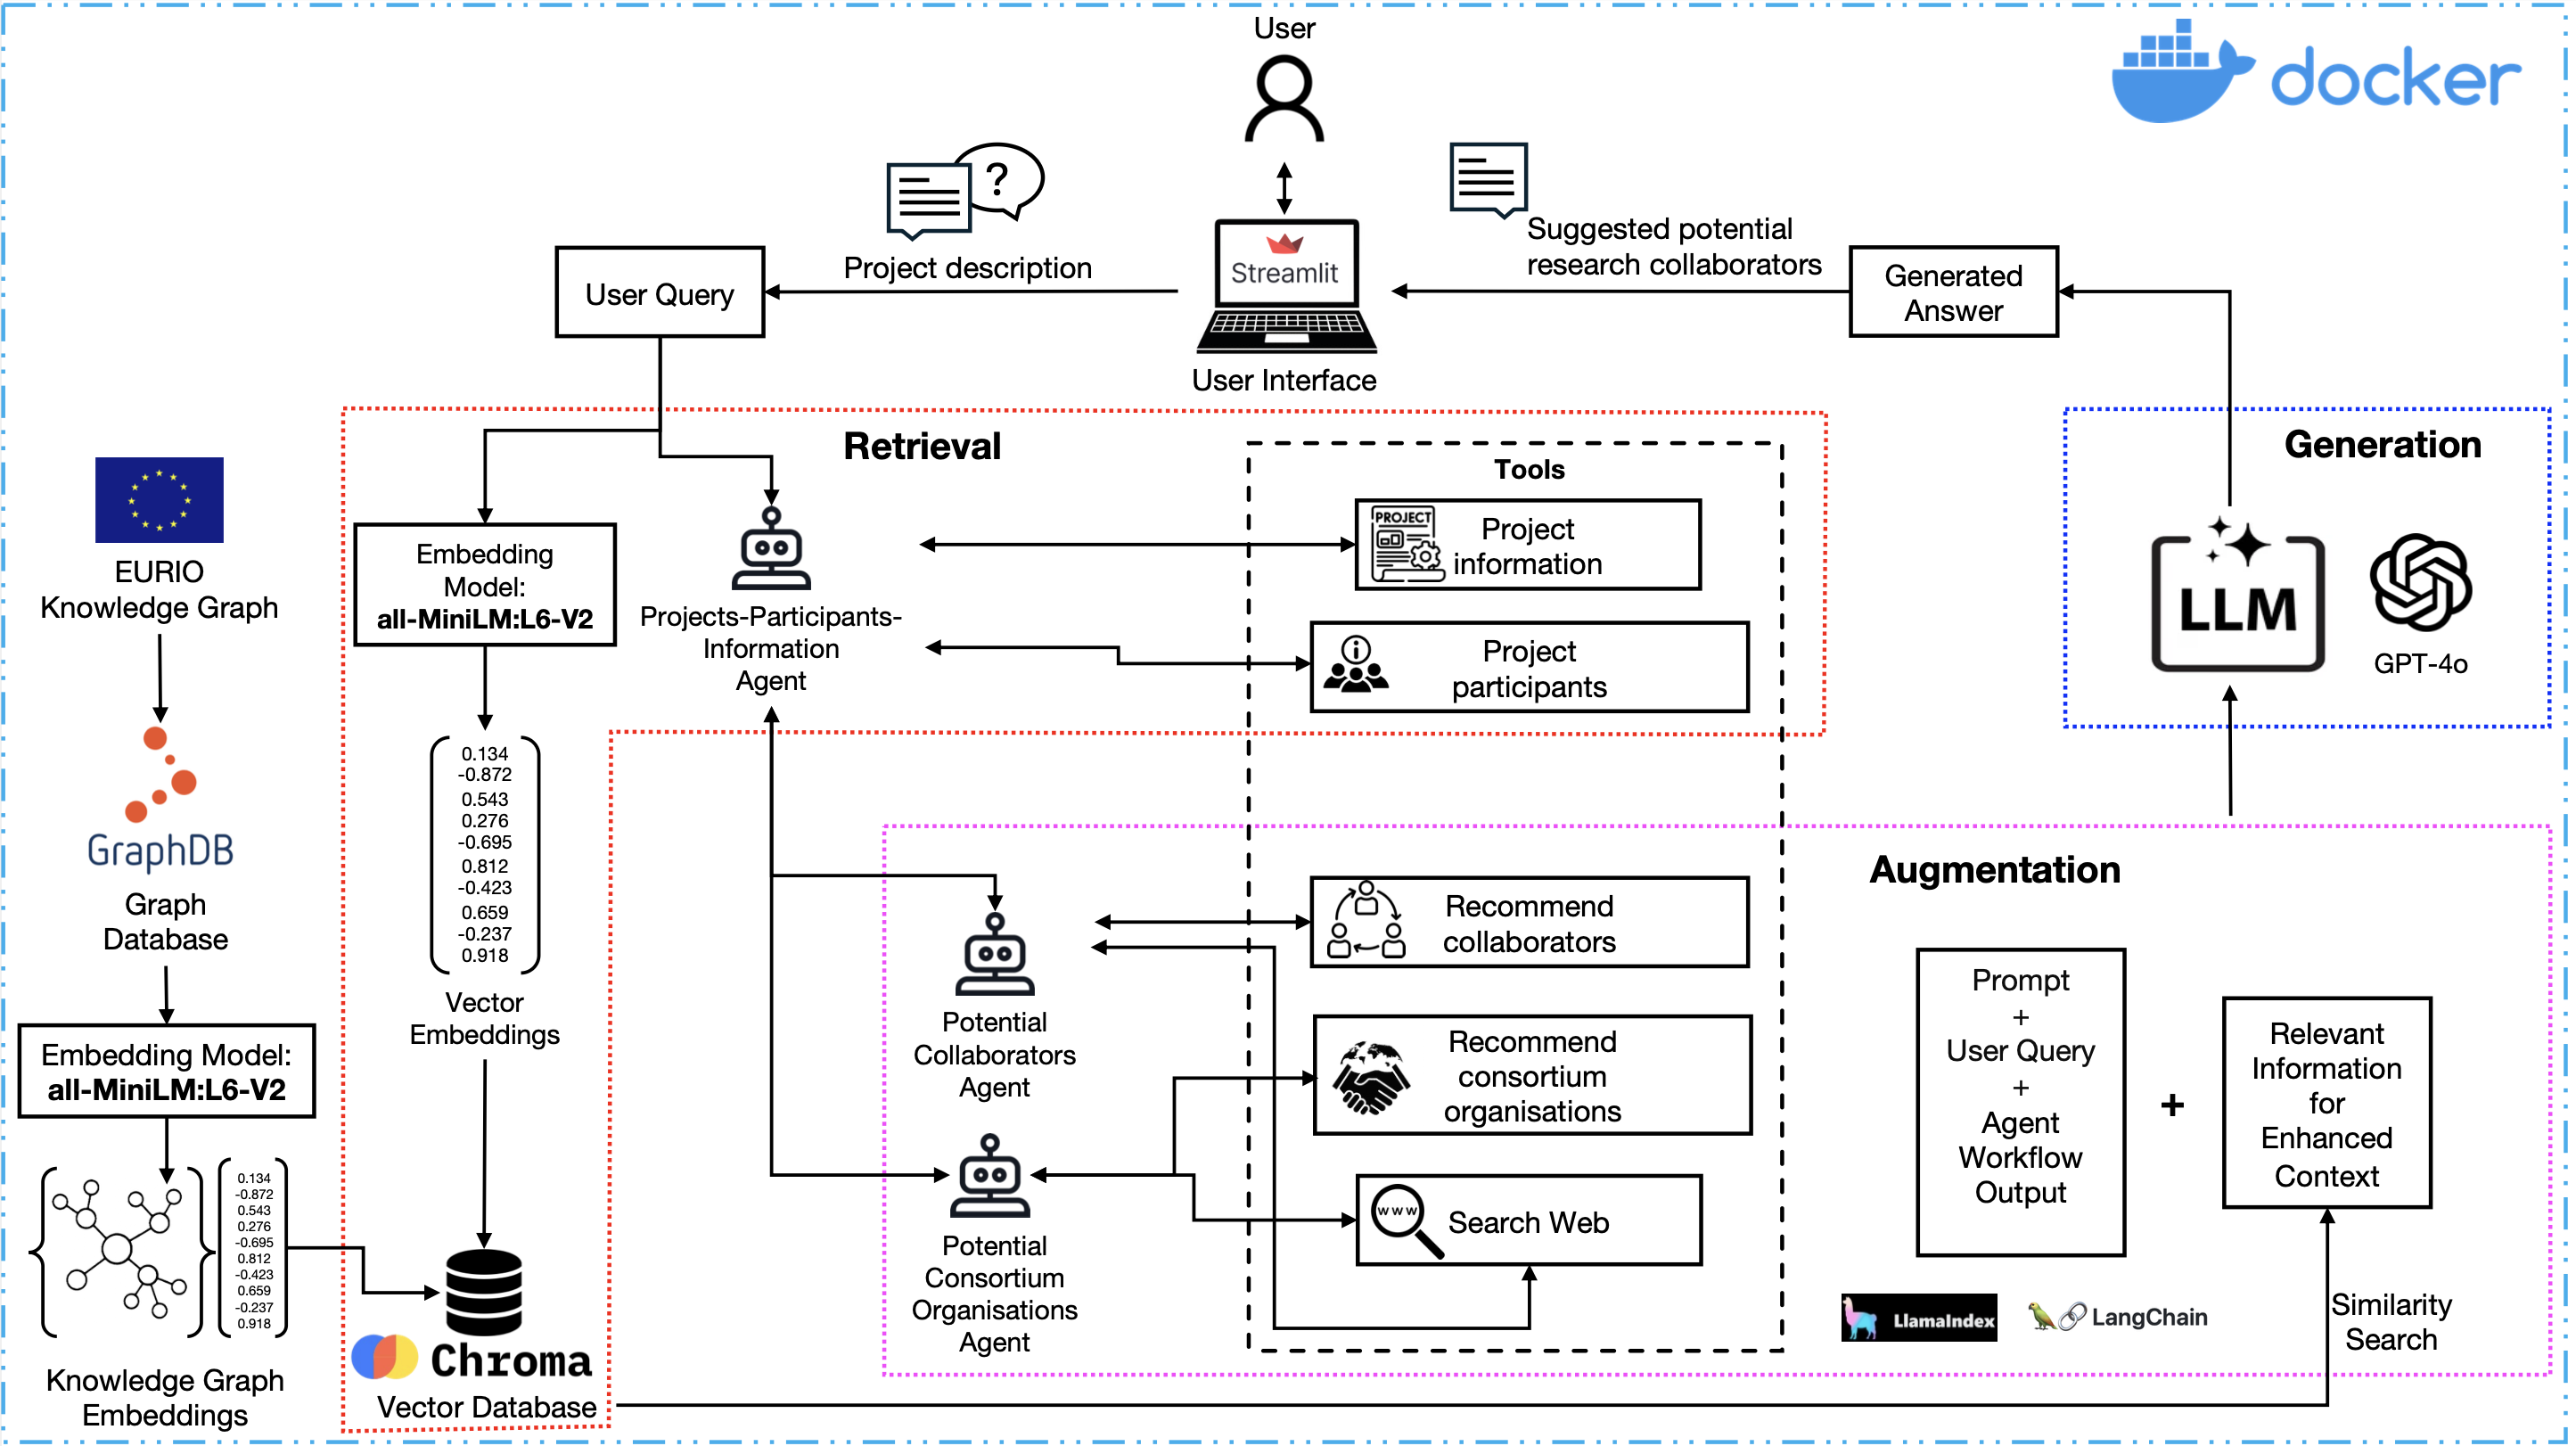 User
docker
?
Project description
User Query
Streamlit
User Interface
Suggested potential
research collaborators
Generated
Answer
Retrieval
Generation
EURIO
Knowledge Graph
GraphDB
Graph
Database
Embedding Model:
all-MiniLM:L6-V2
0.134
-0.872
0.543
0.276
-0.695
0.812
-0.423
0.659
-0.237
0.918
Knowledge Graph
Embeddings
Embedding
Model:
all-MiniLM:L6-V2
0.134
-0.872
0.543
0.276
-0.695
0.812
-0.423
0.659
-0.237
0.918
Vector
Embeddings
Chroma
Vector Database
Projects-Participants-
Information
Agent
Tools
PROJECT
Project
information
i
Project
participants
LLM
GPT-4o
Augmentation
Potential
Collaborators
Agent
Recommend
collaborators
Recommend
consortium
organisations
Potential
Consortium
Organisations
Agent
www
Search Web
Prompt
+
User Query
+
Agent
Workflow
Output
+
Relevant
Information
for
Enhanced
Context
LlamaIndex
LangChain
Similarity
Search